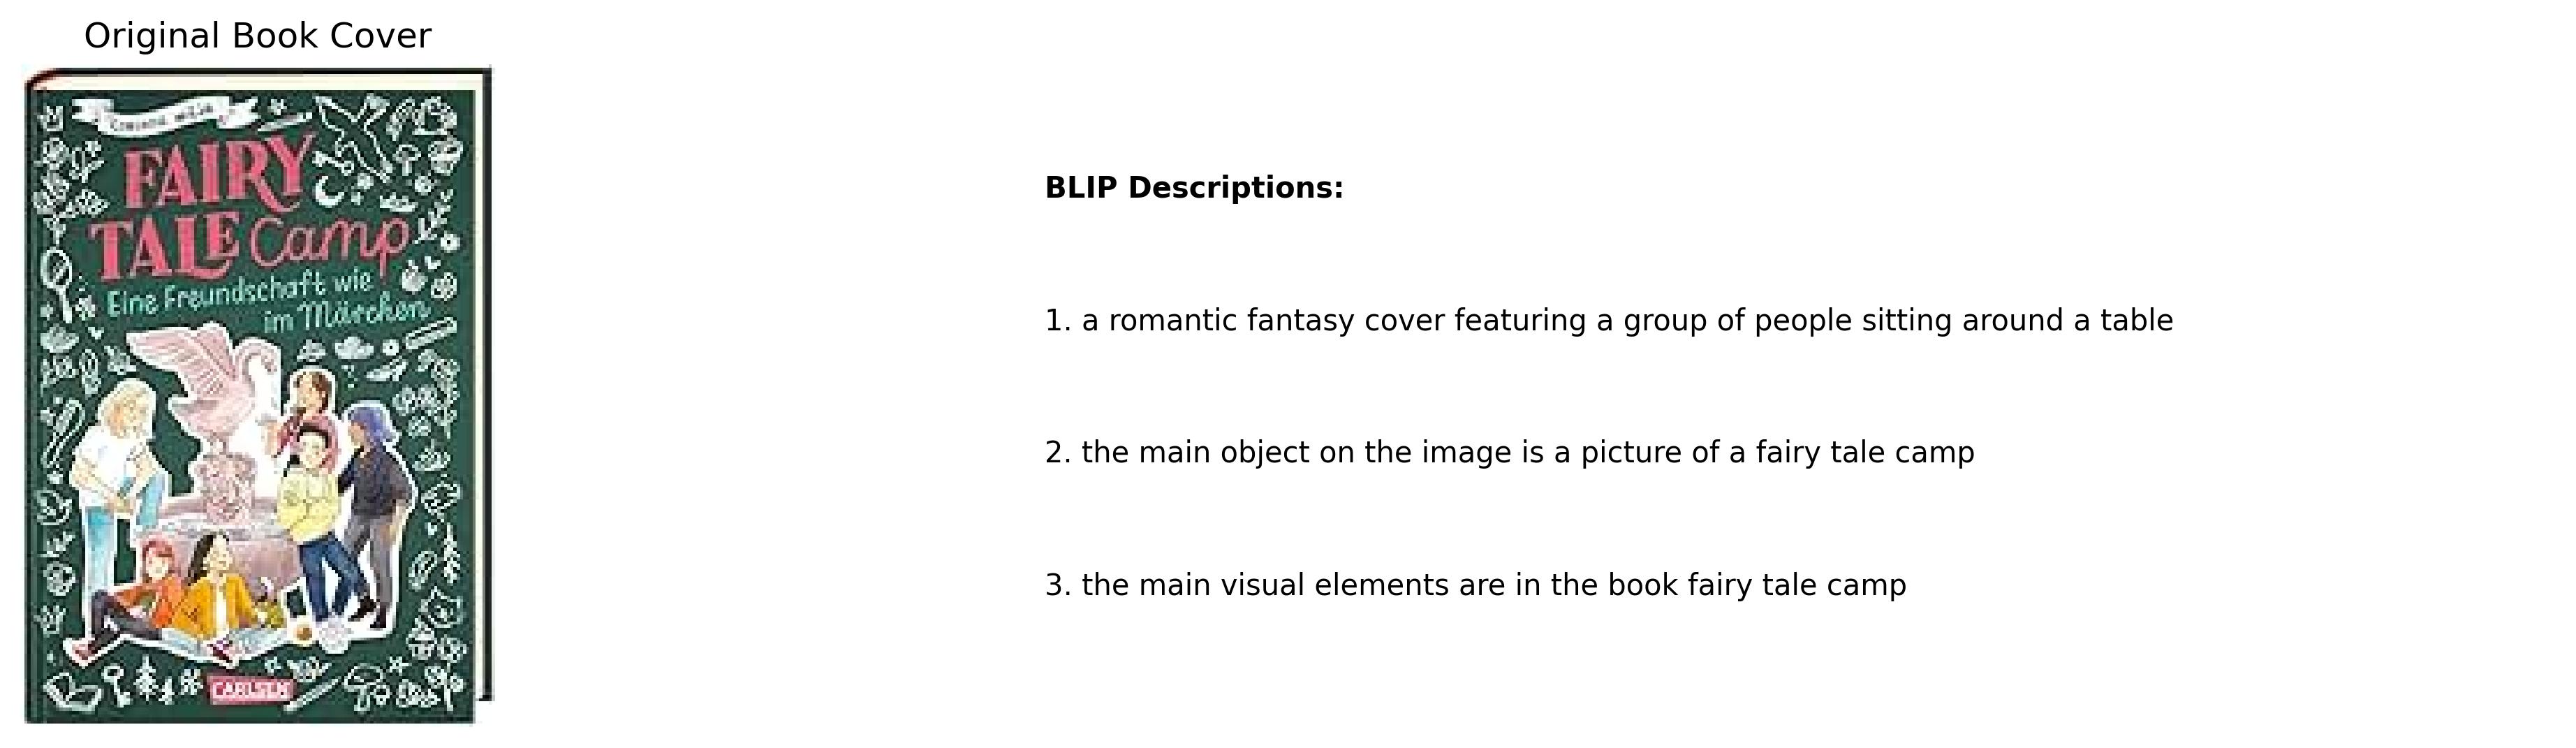 Original Book Cover
FAIRY
TALE Camp
Eine Freundschaft wie
im Märchen
CARLSEN
BLIP Descriptions:
1. a romantic fantasy cover featuring a group of people sitting around a table
2. the main object on the image is a picture of a fairy tale camp
3. the main visual elements are in the book fairy tale camp